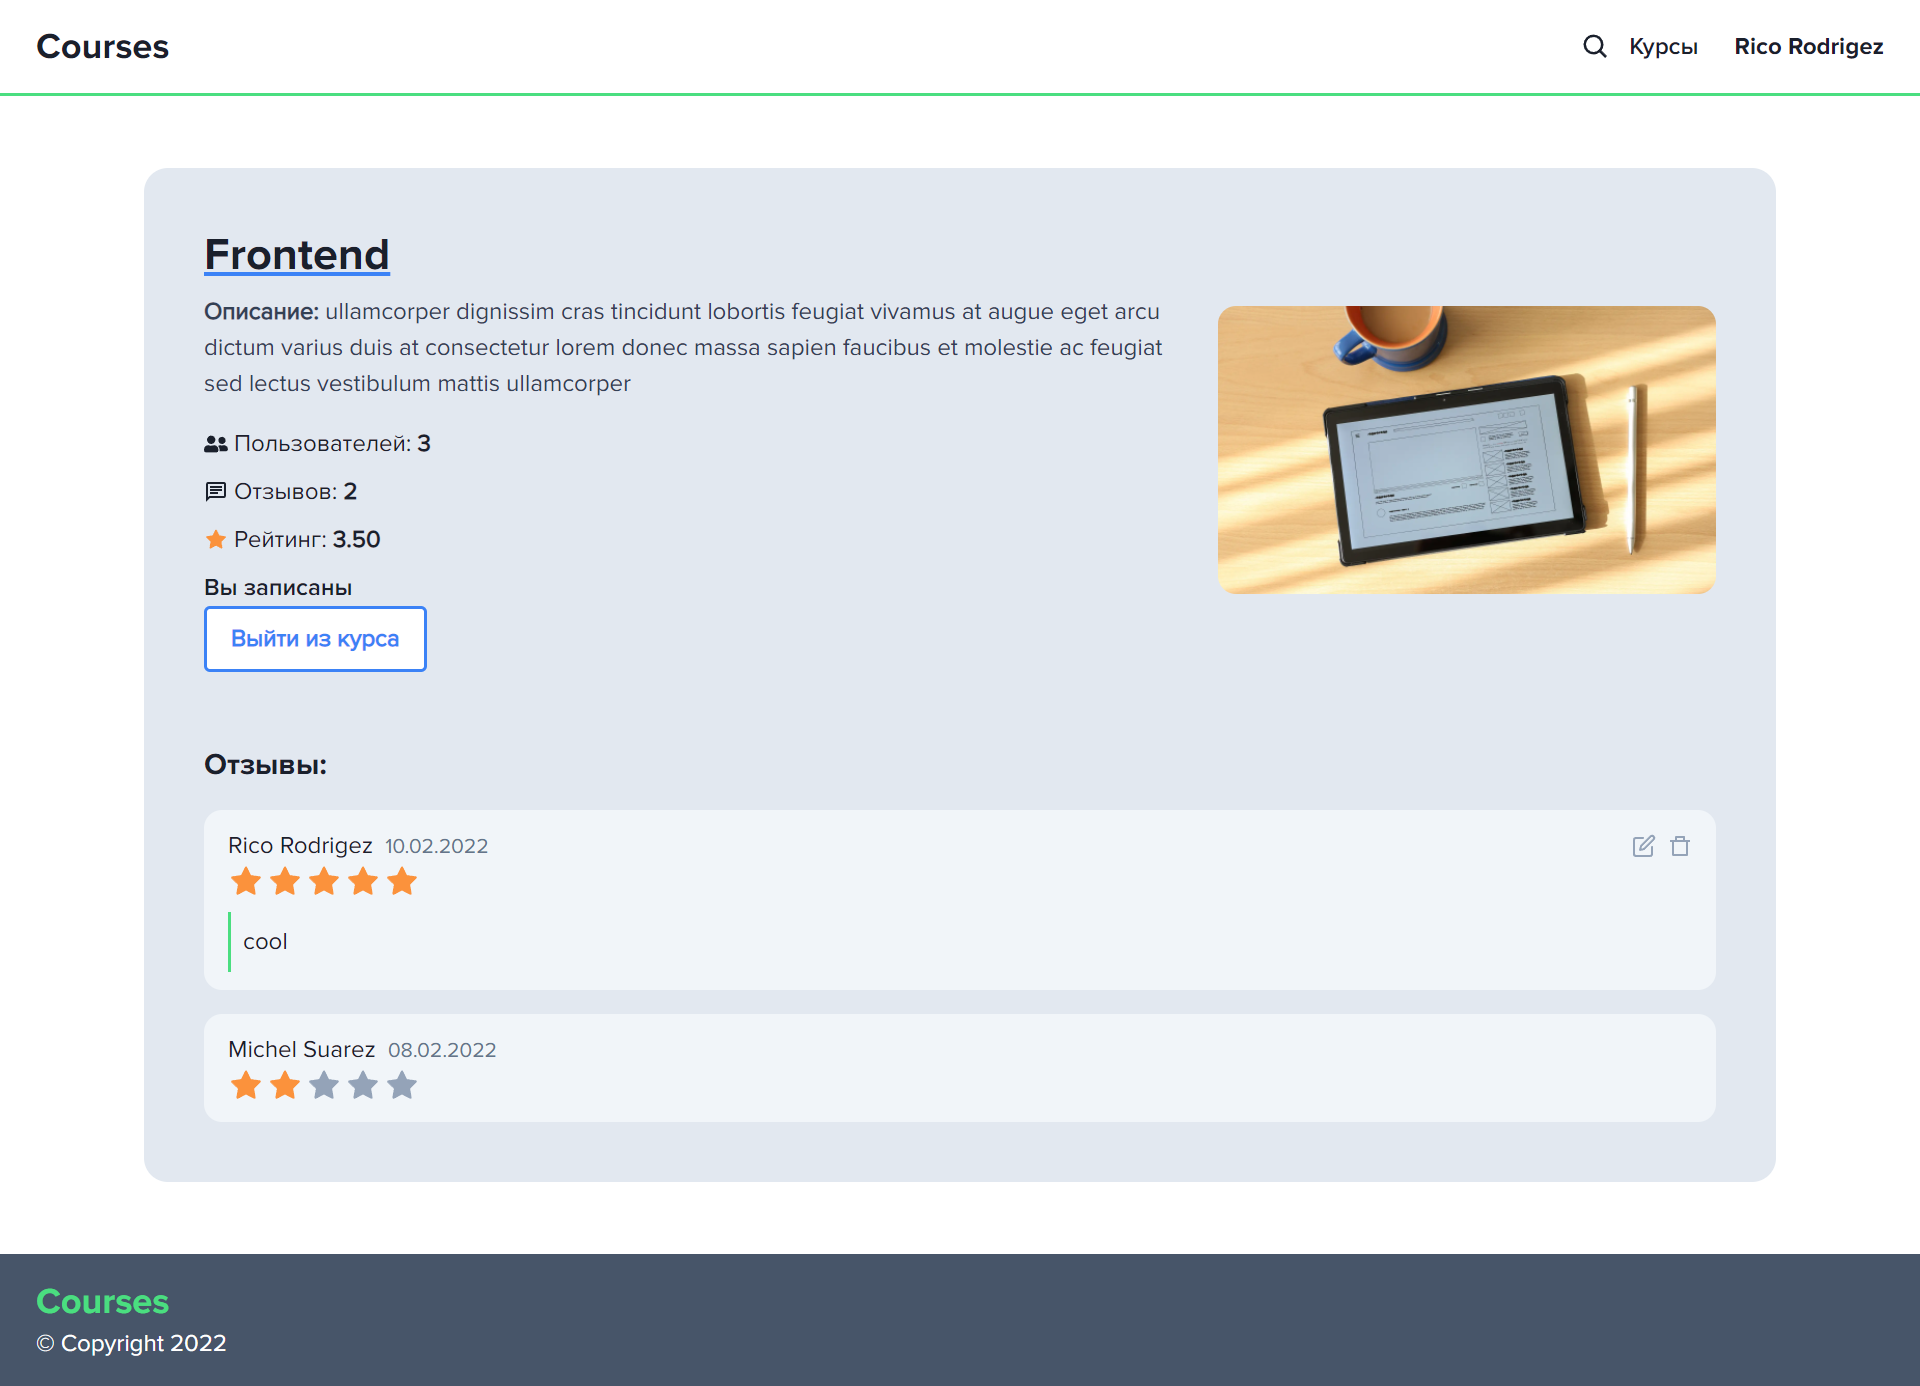 Courses
Курсы
Rico Rodrigez
Frontend
Описание: ullamcorper dignissim cras tincidunt lobortis feugiat vivamus at augue eget arcu
dictum varius duis at consectetur lorem donec massa sapien faucibus et molestie ac feugiat
sed lectus vestibulum mattis ullamcorper
Пользователей: 3
Отзывов: 2
Рейтинг: 3.50
Вы записаны
Выйти из курса
Отзывы:
Rico Rodrigez 10.02.2022
cool
Michel Suarez 08.02.2022
Courses
© Copyright 2022